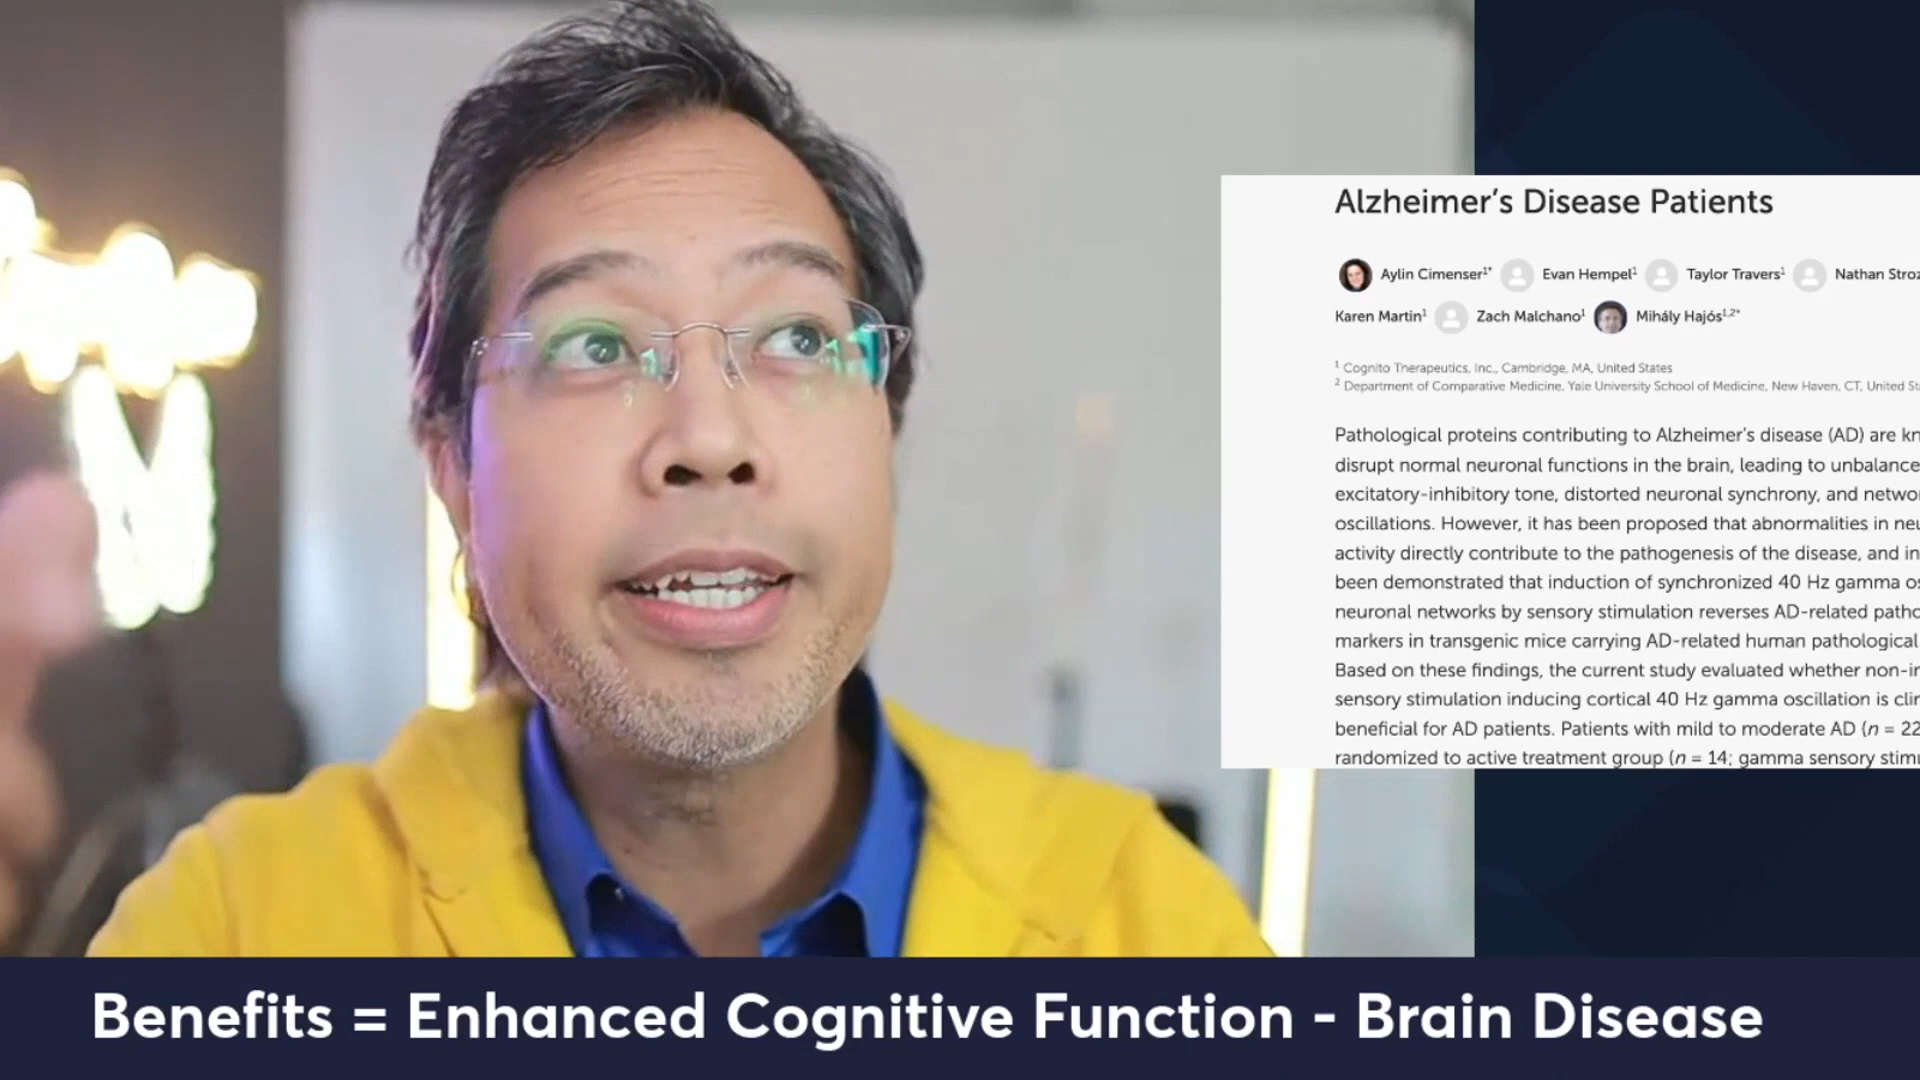 Alzheimer's Disease Patients
Aylin Cimenser1* Evan Hempel1 Taylor Travers1 Nathan
Karen Martin1 Zach Malchano1 Mihály Hajós1,2*
1 Cognito Therapeutics, Inc., Cambridge, MA, United States
2 Department of Comparative Medicine, Yale University School of Medicine, New Haven, CT, United
Pathological proteins contributing to Alzheimer's disease (AD) are
disrupt normal neuronal functions in the brain, leading to
excitatory-inhibitory tone, distorted neuronal synchrony, and
oscillations. However, it has been proposed that abnormalities in
activity directly contribute to the pathogenesis of the disease, and
been demonstrated that induction of synchronized 40 Hz gamma
neuronal networks by sensory stimulation reverses AD-related
markers in transgenic mice carrying AD-related human pathological
Based on these findings, the current study evaluated whether
sensory stimulation inducing cortical 40 Hz gamma oscillation is
beneficial for AD patients. Patients with mild to moderate AD (n = 22
randomized to active treatment group (n = 14; gamma sensory
Benefits = Enhanced Cognitive Function - Brain Disease